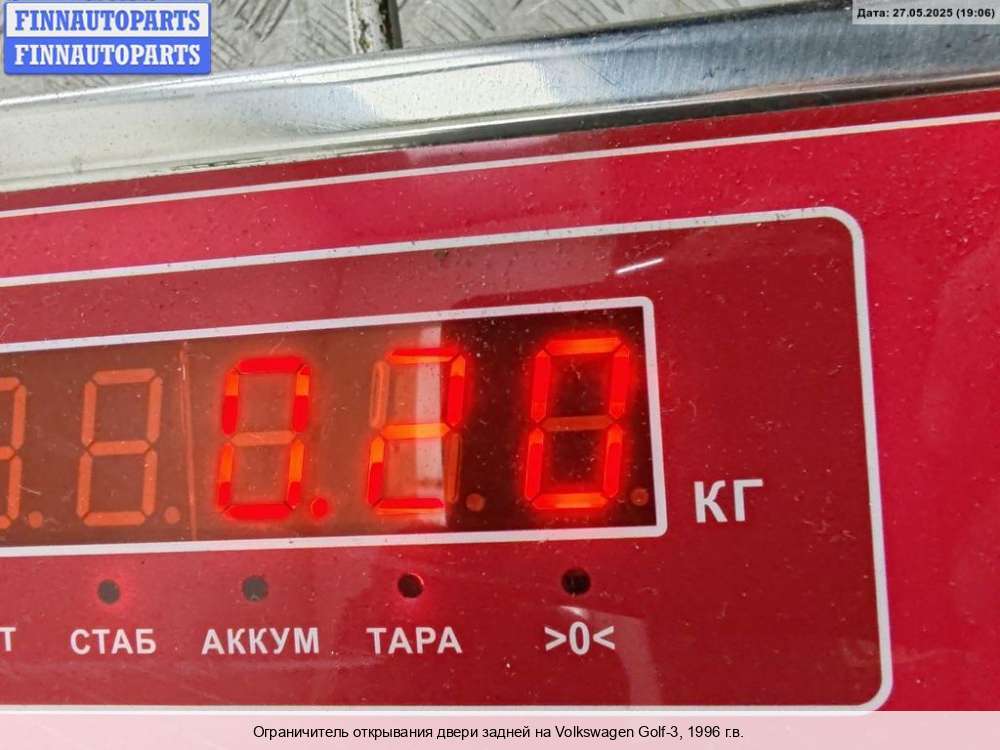 FINNAUTOPARTS
FINNAUTOPARTS
Дата: 27.05.2025 (19:06)
0.20
КГ
Т СТАБ АККУМ ТАРА >0<
Ограничитель открывания двери задней на Volkswagen Golf-3, 1996 г.в.